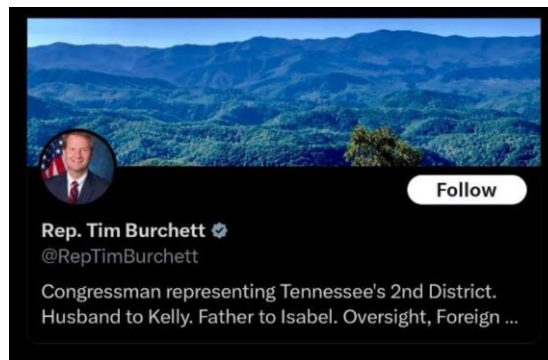 Follow
Rep. Tim Burchett
@RepTimBurchett
Congressman representing Tennessee's 2nd District.
Husband to Kelly. Father to Isabel. Oversight, Foreign ...